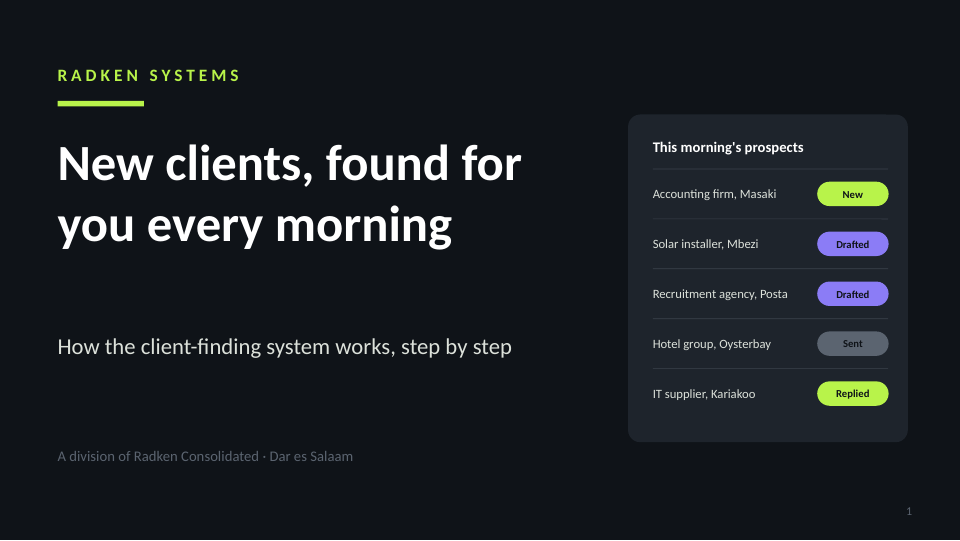 RADKEN SYSTEMS
New clients, found for
you every morning
How the client-finding system works, step by step
A division of Radken Consolidated · Dar es Salaam
This morning's prospects
Accounting firm, Masaki New
Solar installer, Mbezi Drafted
Recruitment agency, Posta Drafted
Hotel group, Oysterbay Sent
IT supplier, Kariakoo Replied
1